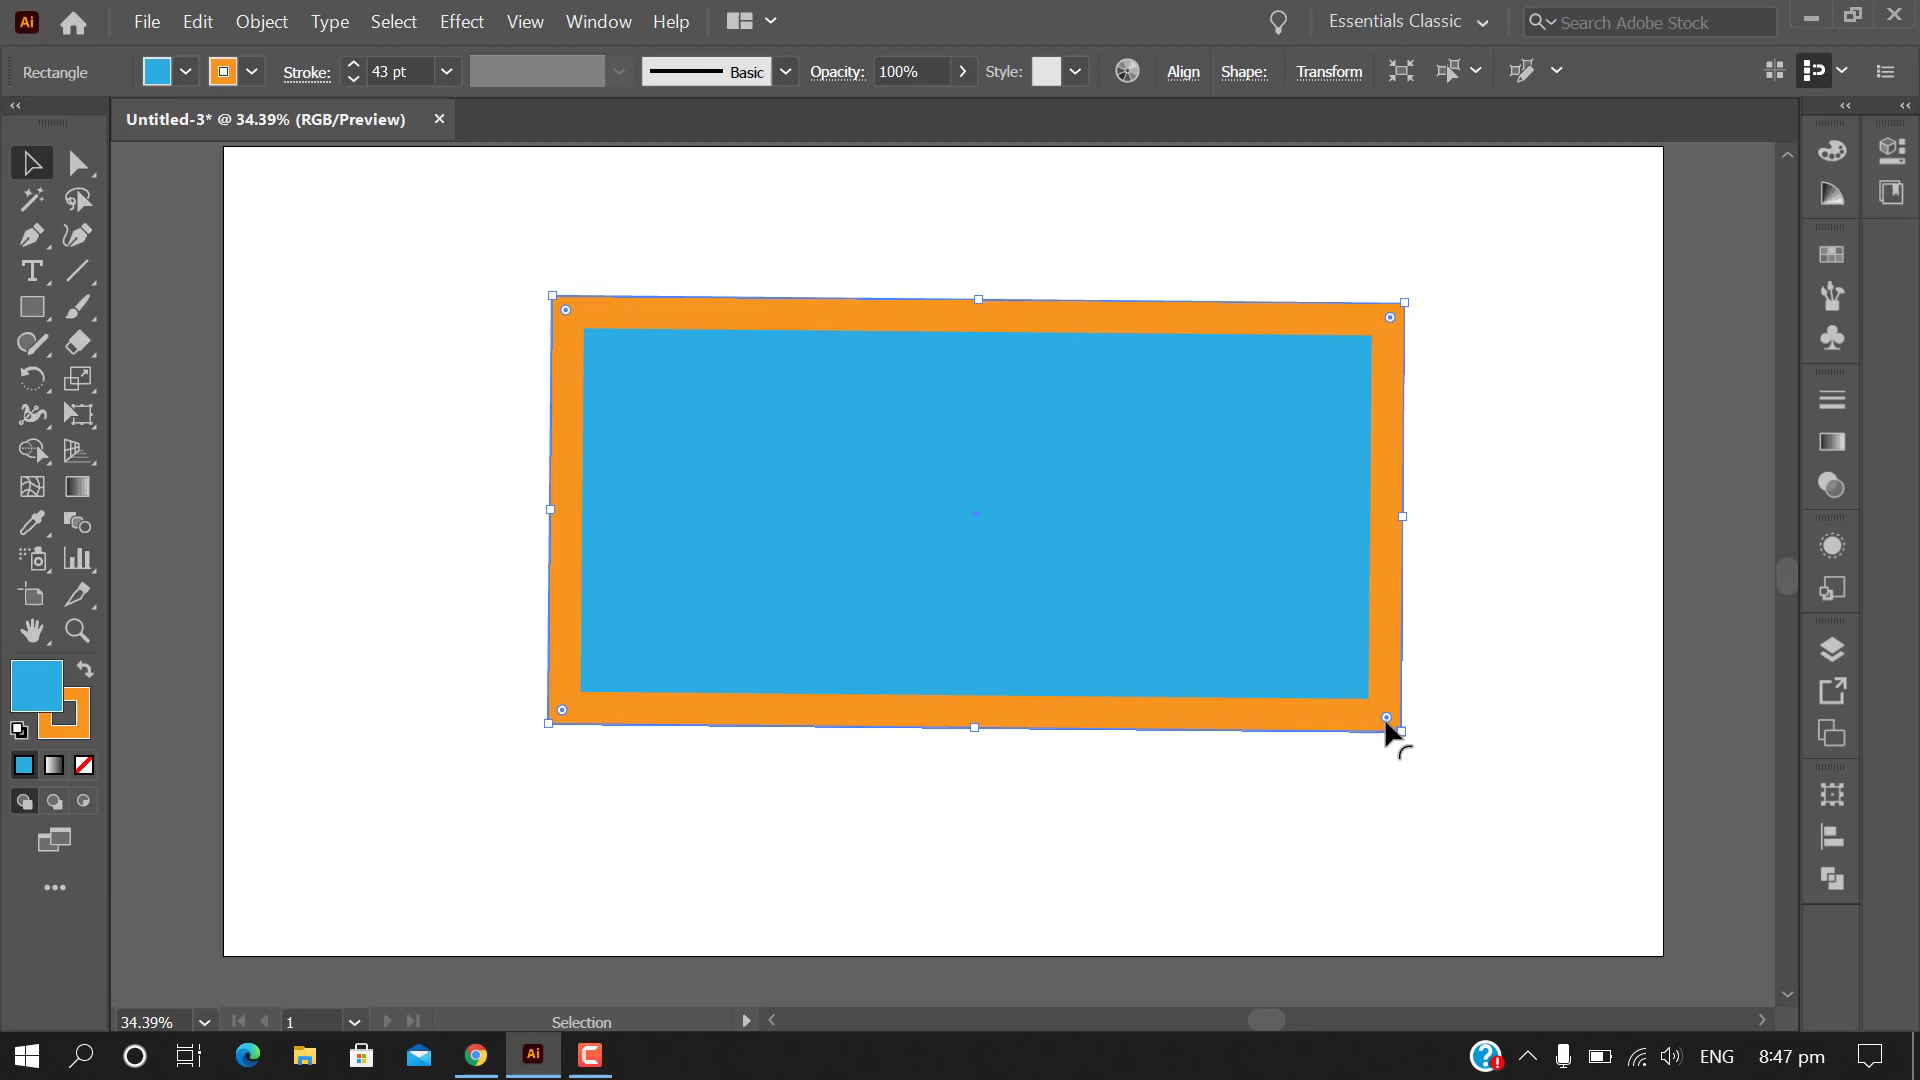 Ai File Edit Object Type Select Effect View Window Help Essentials Classic Search Adobe Stock
Rectangle Stroke: 43 pt Basic Opacity: 100% Style: Align Shape: Transform
Untitled-3* @ 34.39% (RGB/Preview)
34.39% 1 Selection
Ai ENG 8:47 pm